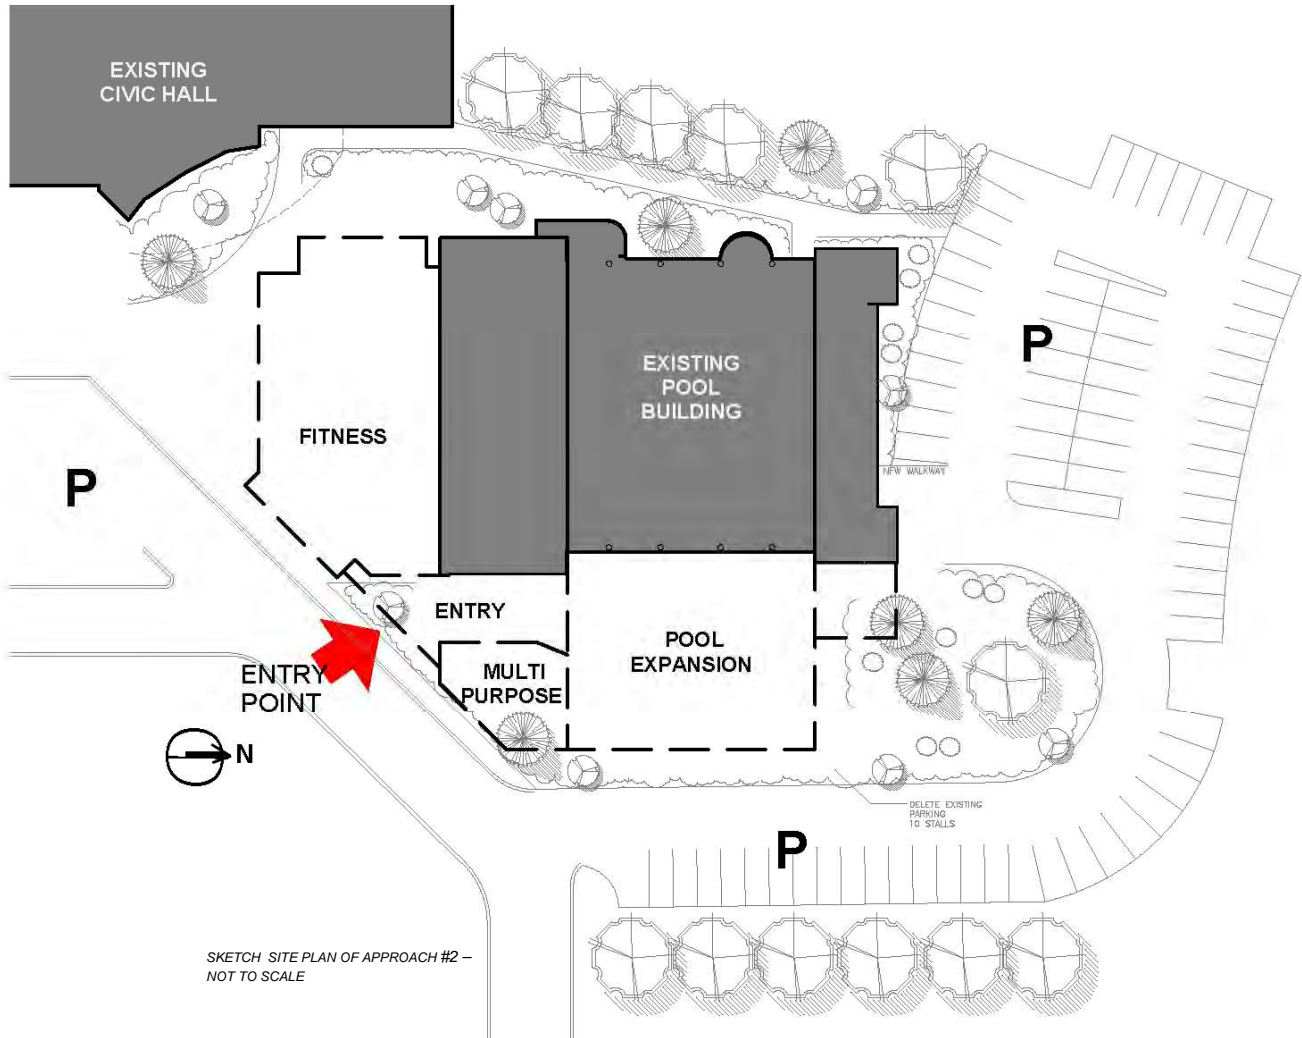 EXISTING
CIVIC HALL
EXISTING
POOL
BUILDING
P
FITNESS
P
NEW WALKWAY
ENTRY
POOL
EXPANSION
MULTI
PURPOSE
ENTRY
POINT
N
DELETE EXISTING
PARKING
10 STALLS
P
SKETCH SITE PLAN OF APPROACH #2 –
NOT TO SCALE